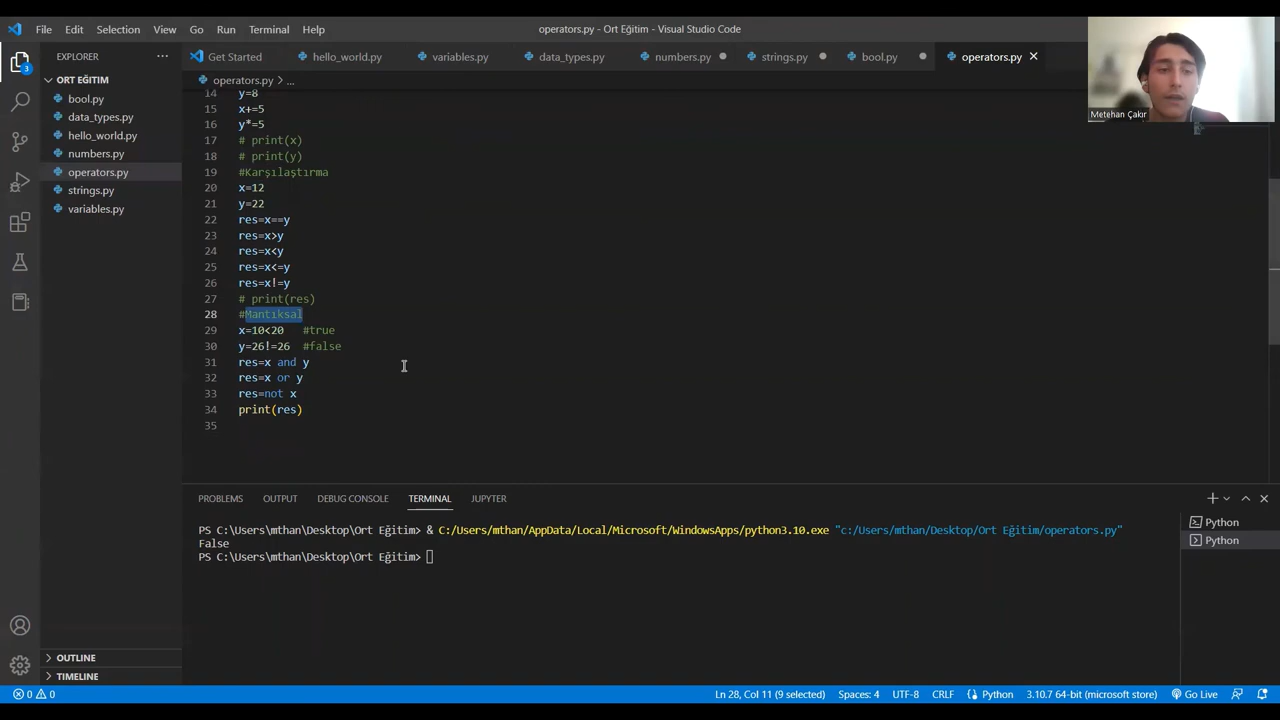 File Edit Selection View Go Run Terminal Help
operators.py - Ort Eğitim - Visual Studio Code
EXPLORER
Get Started hello_world.py variables.py data_types.py numbers.py strings.py bool.py operators.py
ORT EĞITIM
operators.py > ...
bool.py
data_types.py
hello_world.py
numbers.py
operators.py
strings.py
variables.py
Metehan Çakır
14 y=8
15 x+=5
16 y*=5
17 # print(x)
18 # print(y)
19 #Karşılaştırma
20 x=12
21 y=22
22 res=x==y
23 res=x>y
24 res=x<y
25 res=x<=y
26 res=x!=y
27 # print(res)
28 #Mantıksal
29 x=10<20 #true
30 y=26!=26 #false
31 res=x and y
32 res=x or y
33 res=not x
34 print(res)
35
PROBLEMS OUTPUT DEBUG CONSOLE TERMINAL JUPYTER
PS C:\Users\mthan\Desktop\Ort Eğitim> & C:/Users/mthan/AppData/Local/Microsoft/WindowsApps/python3.10.exe "c:/Users/mthan/Desktop/Ort Eğitim/operators.py"
False
PS C:\Users\mthan\Desktop\Ort Eğitim>
Python
Python
3
OUTLINE
TIMELINE
0 0
Ln 28, Col 11 (9 selected) Spaces: 4 UTF-8 CRLF Python 3.10.7 64-bit (microsoft store) Go Live